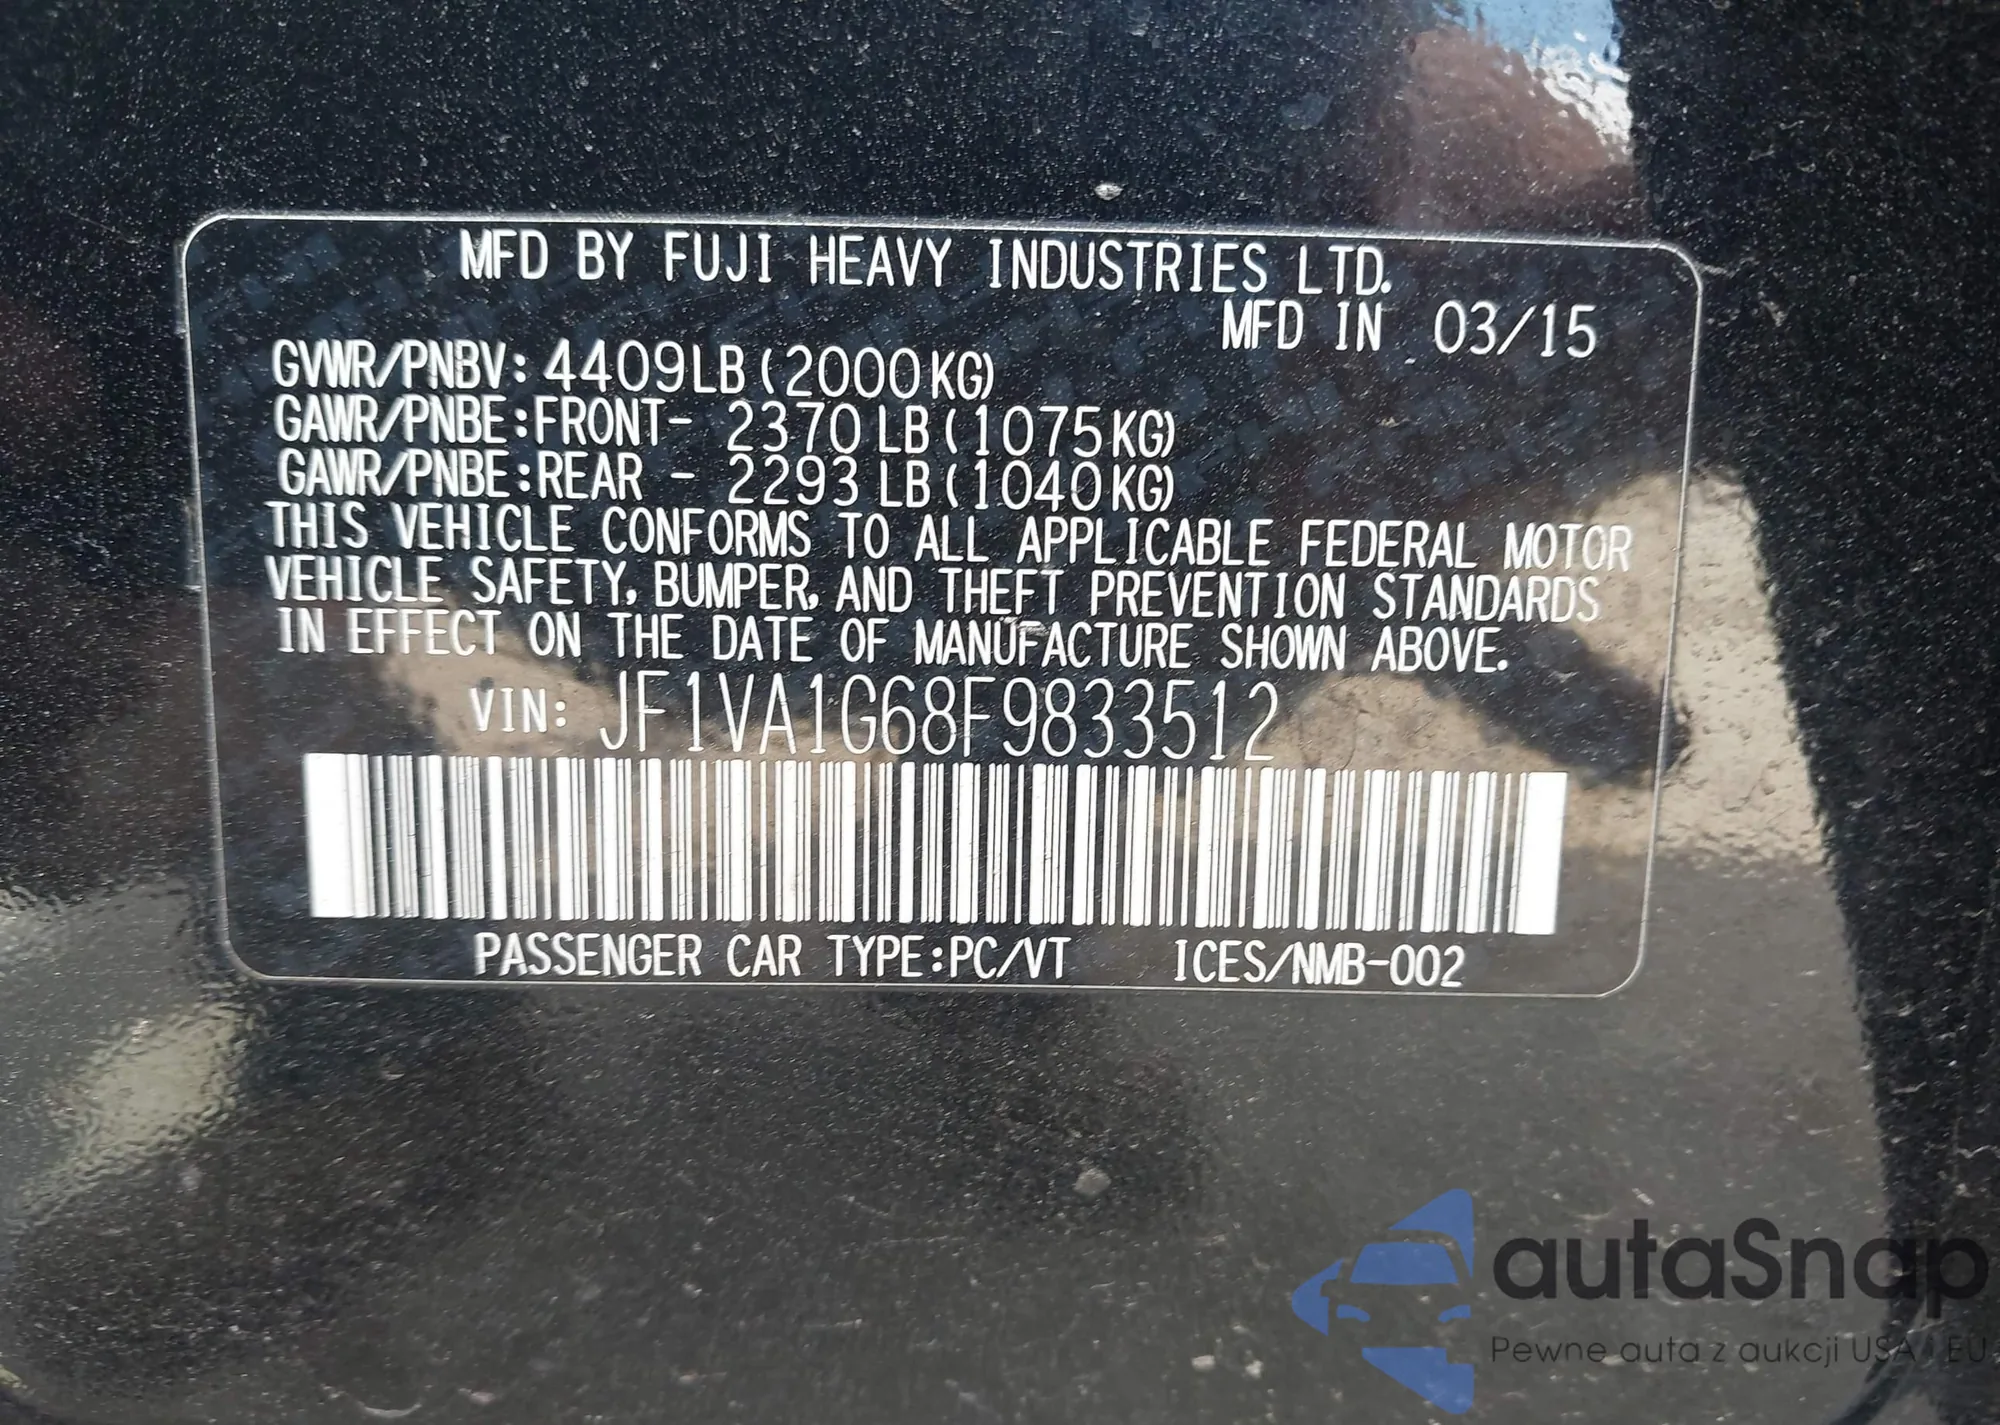 MFD BY FUJI HEAVY INDUSTRIES LTD.
MFD IN 03/15
GVWR/PNBV: 4409LB (2000KG)
GAWR/PNBE:FRONT- 2370 LB (1075KG)
GAWR/PNBE:REAR - 2293 LB (1040KG)
THIS VEHICLE CONFORMS TO ALL APPLICABLE FEDERAL MOTOR
VEHICLE SAFETY, BUMPER, AND THEFT PREVENTION STANDARDS
IN EFFECT ON THE DATE OF MANUFACTURE SHOWN ABOVE.
VIN: JF1VA1G68F9833512
PASSENGER CAR TYPE:PC/VT ICES/NMB-002
autaSnap
Pewne auta z aukcji USA i EU